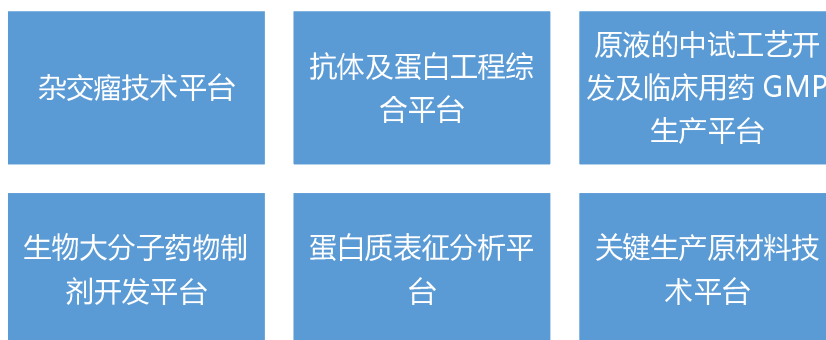 杂交瘤技术平台
抗体及蛋白工程综
合平台
原液的中试工艺开
发及临床用药 GMP
生产平台
生物大分子药物制
剂开发平台
蛋白质表征分析平
台
关键生产原材料技
术平台